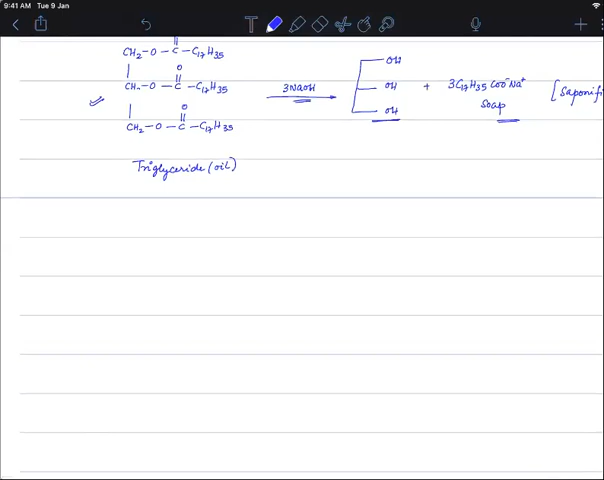 9:41 AM Tue 9 Jan
CH2-O-C-C17H35
O
CH-O-C-C17H35
O
CH2-O-C-C17H35
3NaOH
OH
OH
OH
+ 3C17H35COO-Na+
Soap
[Saponifi
Triglyceride (oil)